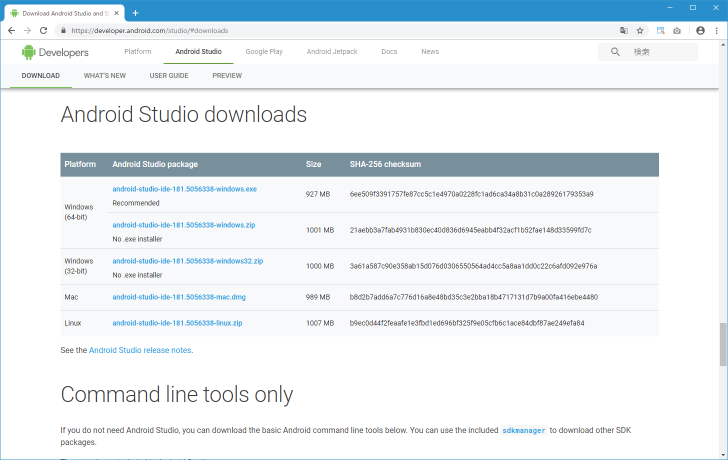 Download Android Studio and S
https://developer.android.com/studio/#downloads
Developers
Platform Android Studio Google Play Android Jetpack Docs News
検索
DOWNLOAD WHAT'S NEW USER GUIDE PREVIEW
Android Studio downloads
Platform Android Studio package Size SHA-256 checksum
Windows (64-bit)
android-studio-ide-181.5056338-windows.exe 927 MB 6ee509f3391757fe87cc5c1e4970a0228fc1ad6ca34a8b31c0a28926179353a9
Recommended
android-studio-ide-181.5056338-windows.zip 1001 MB 21aebb3a7fab4931b830ec40d836d6945eabb4f32acf1b52fae148d33599fd7c
No .exe installer
Windows (32-bit)
android-studio-ide-181.5056338-windows32.zip 1000 MB 3a61a587c90e358ab15d076d0306550564ad4cc5a8aa1dd0c22c6afd092e976a
No .exe installer
Mac android-studio-ide-181.5056338-mac.dmg 989 MB b8d2b7add6a7c776d16a8e48bd35c3e2bba18b4717131d7b9a00fa416ebe4480
Linux android-studio-ide-181.5056338-linux.zip 1007 MB b9ec0d44f2feaafe1e3fbd1ed696bf325f9e05cfb6c1ace84dbf87ae249efa84
See the Android Studio release notes.
Command line tools only
If you do not need Android Studio, you can download the basic Android command line tools below. You can use the included sdkmanager to download other SDK
packages.